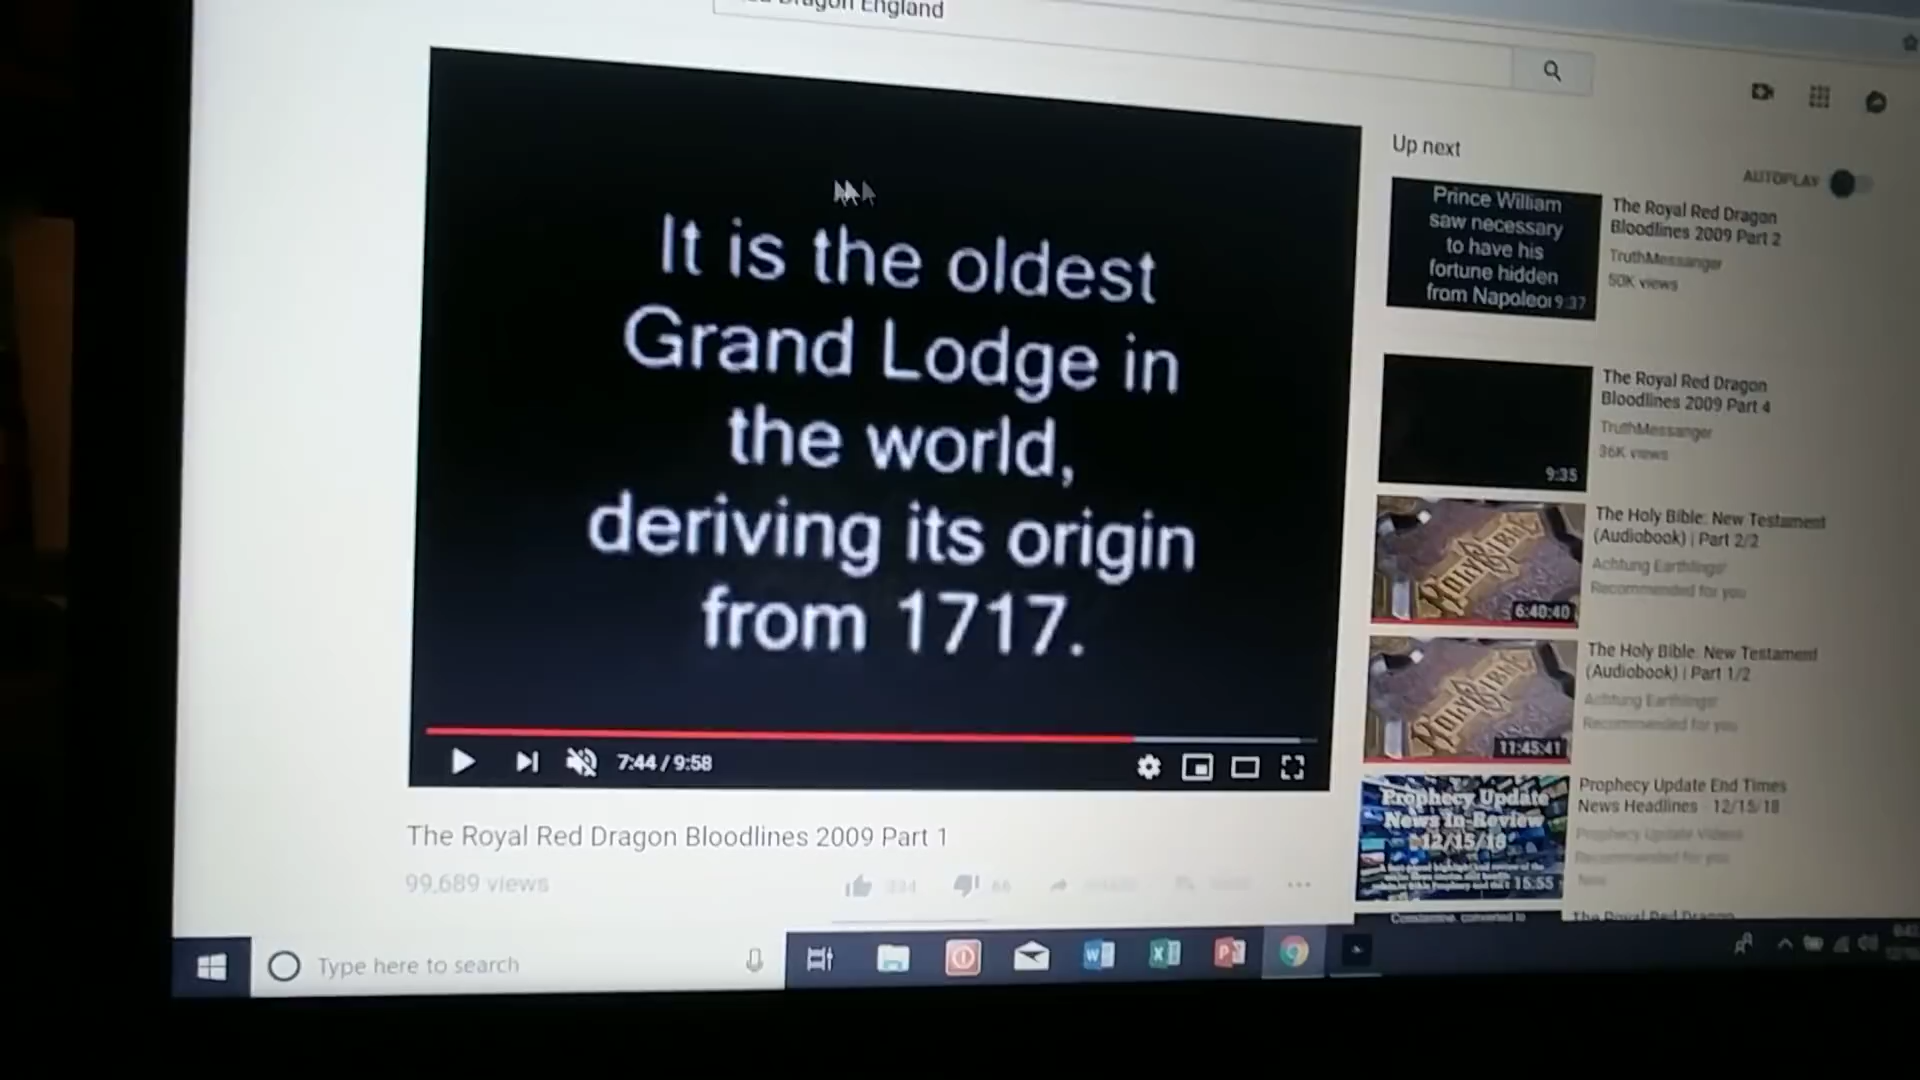 Dragon England
It is the oldest
Grand Lodge in
the world,
deriving its origin
from 1717.
7:44 / 9:58
The Royal Red Dragon Bloodlines 2009 Part 1
99,689 views
Up next
AUTOPLAY
Prince William
saw necessary
to have his
fortune hidden
from Napoleon
9:37
The Royal Red Dragon
Bloodlines 2009 Part 2
TruthMessanger
50K views
9:35
The Royal Red Dragon
Bloodlines 2009 Part 4
TruthMessanger
36K views
HOLY BIBLE
6:40:40
The Holy Bible: New Testament
(Audiobook) | Part 2/2
Achtung Earthlings!
Recommended for you
HOLY BIBLE
11:45:41
The Holy Bible: New Testament
(Audiobook) | Part 1/2
Achtung Earthlings!
Recommended for you
Prophecy Update
News In Review
12/15/18
15:55
Prophecy Update End Times
News Headlines - 12/15/18
Prophecy Update Videos
Recommended for you
New
The Royal Red Dragon
Type here to search